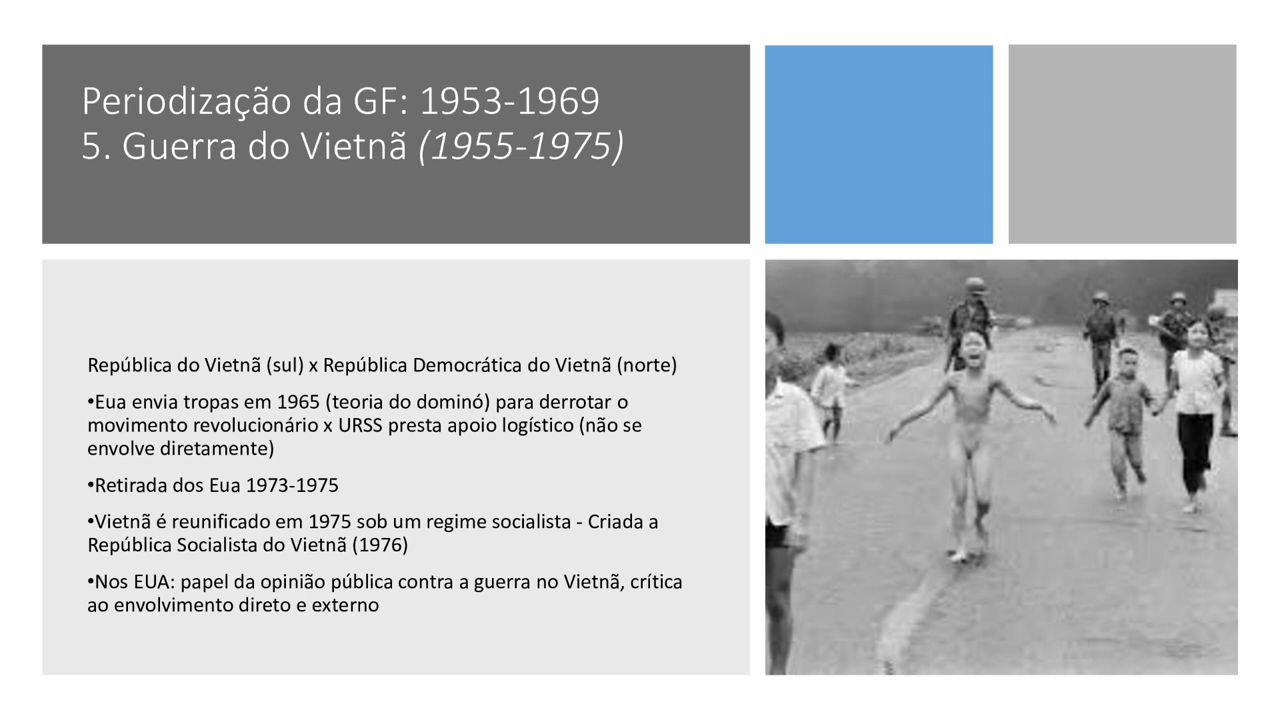 Periodização da GF: 1953-1969
5. Guerra do Vietnã (1955-1975)
República do Vietnã (sul) x República Democrática do Vietnã (norte)
•Eua envia tropas em 1965 (teoria do dominó) para derrotar o
movimento revolucionário x URSS presta apoio logístico (não se
envolve diretamente)
•Retirada dos Eua 1973-1975
•Vietnã é reunificado em 1975 sob um regime socialista - Criada a
República Socialista do Vietnã (1976)
•Nos EUA: papel da opinião pública contra a guerra no Vietnã, crítica
ao envolvimento direto e externo